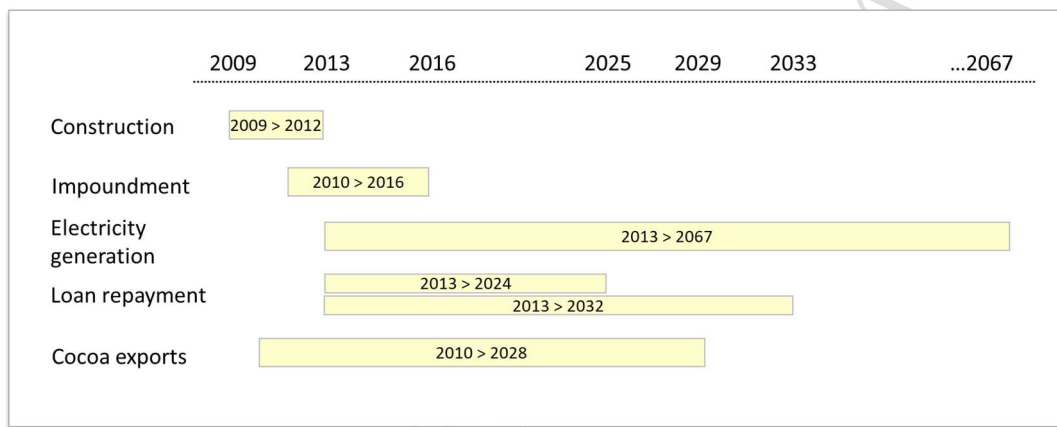 2009 2013 2016 2025 2029 2033 ...2067
Construction 2009 > 2012
Impoundment 2010 > 2016
Electricity
generation 2013 > 2067
Loan repayment 2013 > 2024
2013 > 2032
Cocoa exports 2010 > 2028